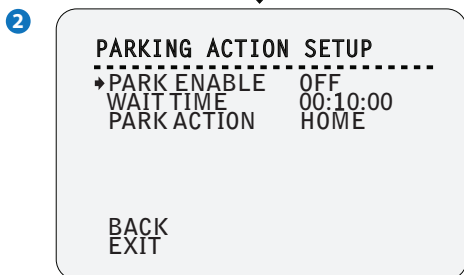 2
PARKING ACTION SETUP
PARK ENABLE OFF
WAIT TIME 00:10:00
PARK ACTION HOME
BACK
EXIT